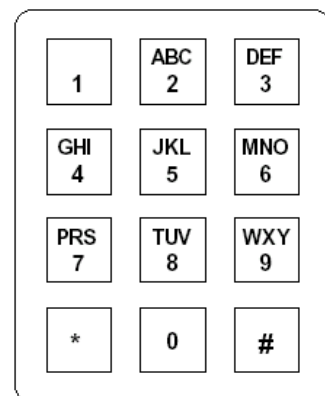 ABC DEF
1 2 3
GHI JKL MNO
4 5 6
PRS TUV WXY
7 8 9
* 0 #